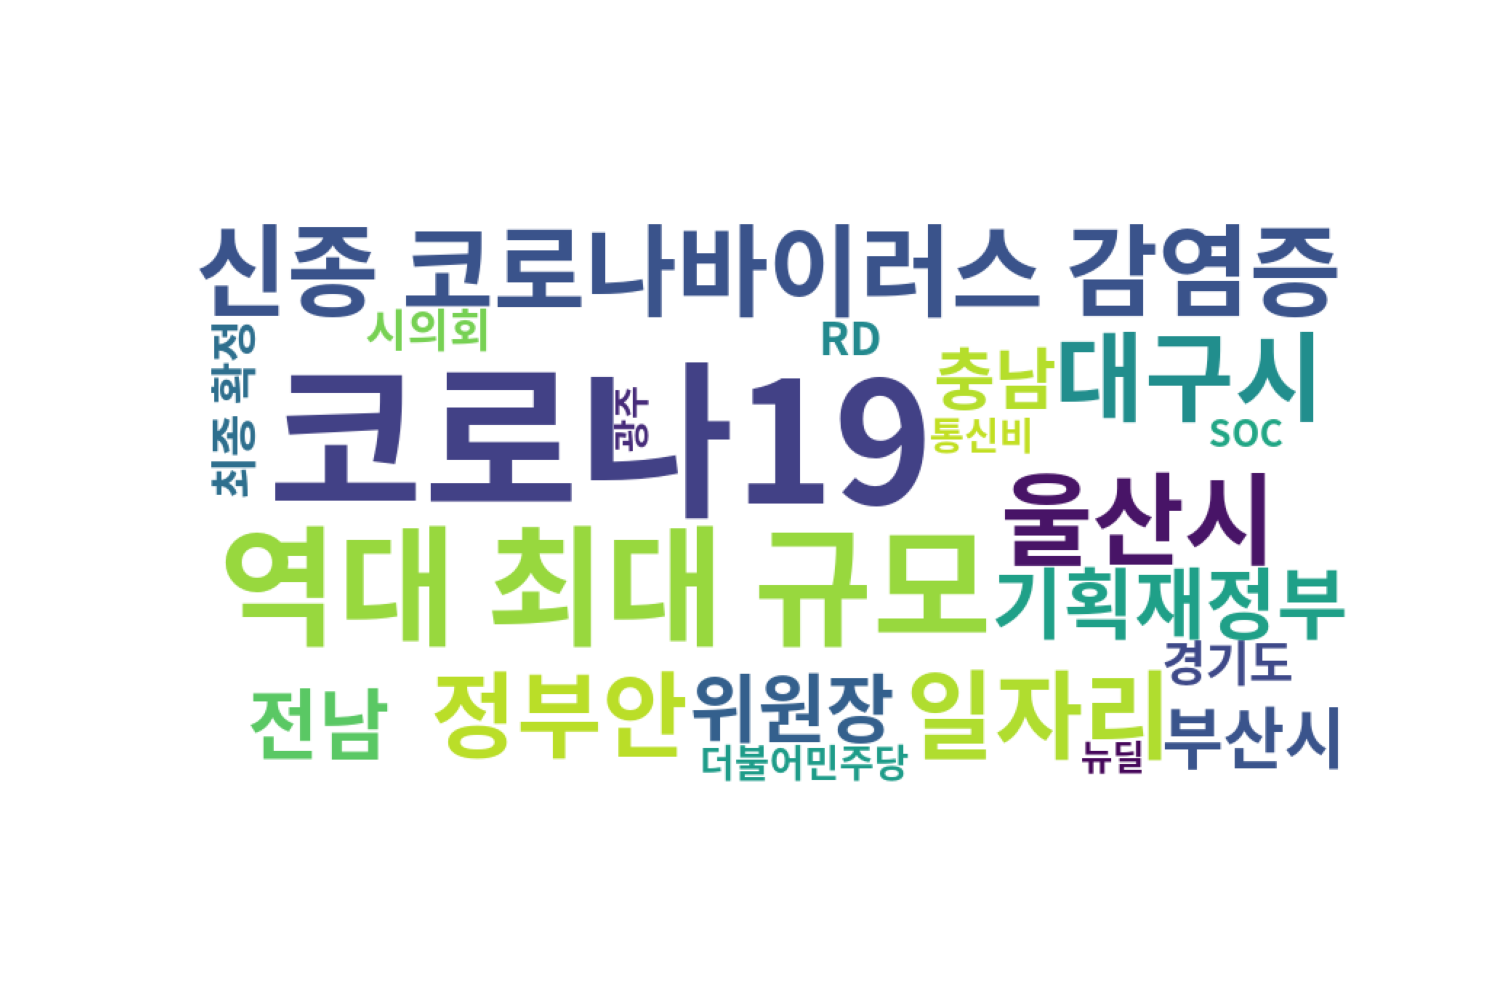 신종 코로나바이러스 감염증
시의회
RD
최종 확정
충남
대구시
코로나19
광주
통신비
SOC
울산시
역대 최대 규모
기획재정부
경기도
전남
정부안
위원장
일자리
부산시
더불어민주당
뉴딜